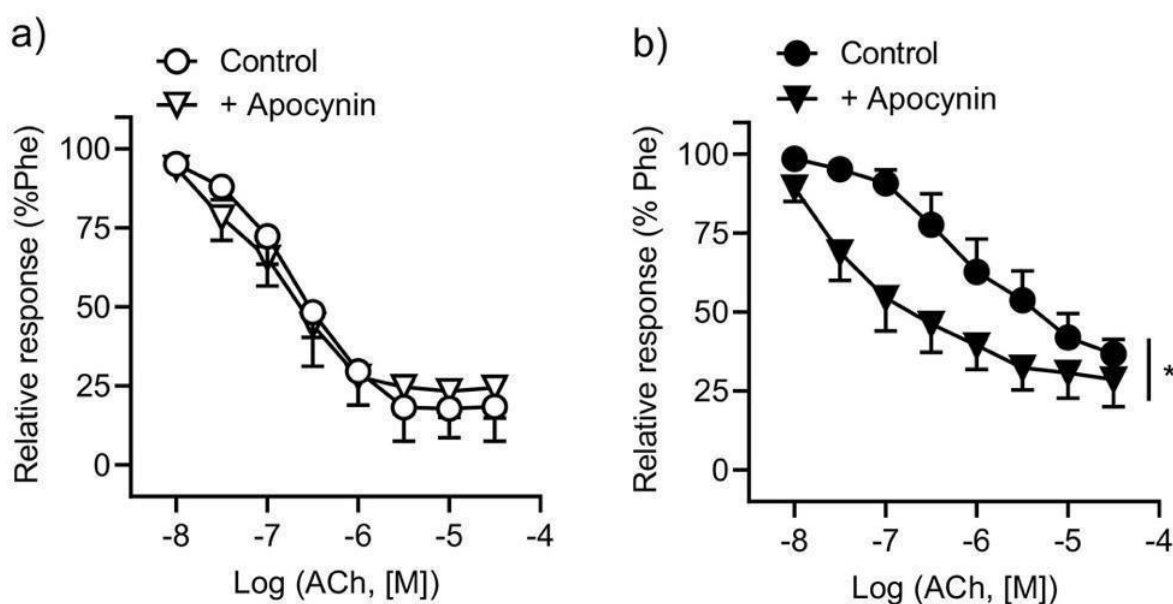 a)
Control
+ Apocynin
Relative response (%Phe)
100
75
50
25
0
-8
-7
-6
-5
-4
Log (ACh, [M])
b)
Control
+ Apocynin
Relative response (% Phe)
100
75
50
25
0
*
-8
-7
-6
-5
-4
Log (ACh, [M])